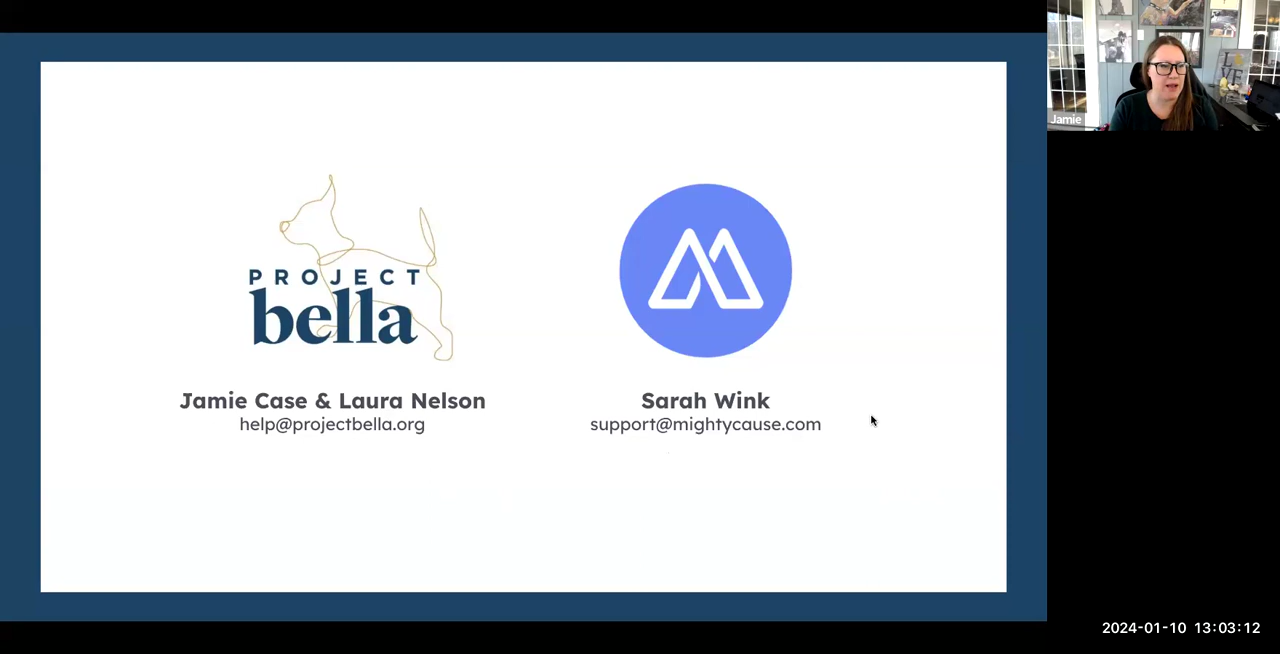 PROJECT
bella
Jamie Case & Laura Nelson
help@projectbella.org
Sarah Wink
support@mightycause.com
Jamie
2024-01-10 13:03:12